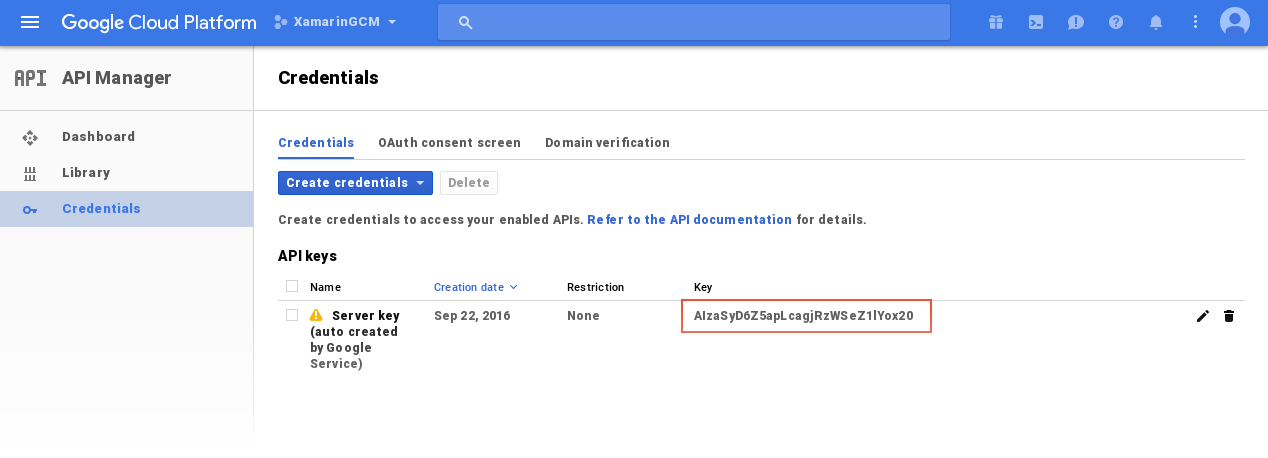 Google Cloud Platform XamarinGCM
API API Manager
Credentials
Dashboard
Library
Credentials
Credentials OAuth consent screen Domain verification
Create credentials Delete
Create credentials to access your enabled APIs. Refer to the API documentation for details.
API keys
Name Creation date Restriction Key
Server key Sep 22, 2016 None AIzaSyD6Z5apLcagjRzWSeZ1lYox20
(auto created
by Google
Service)